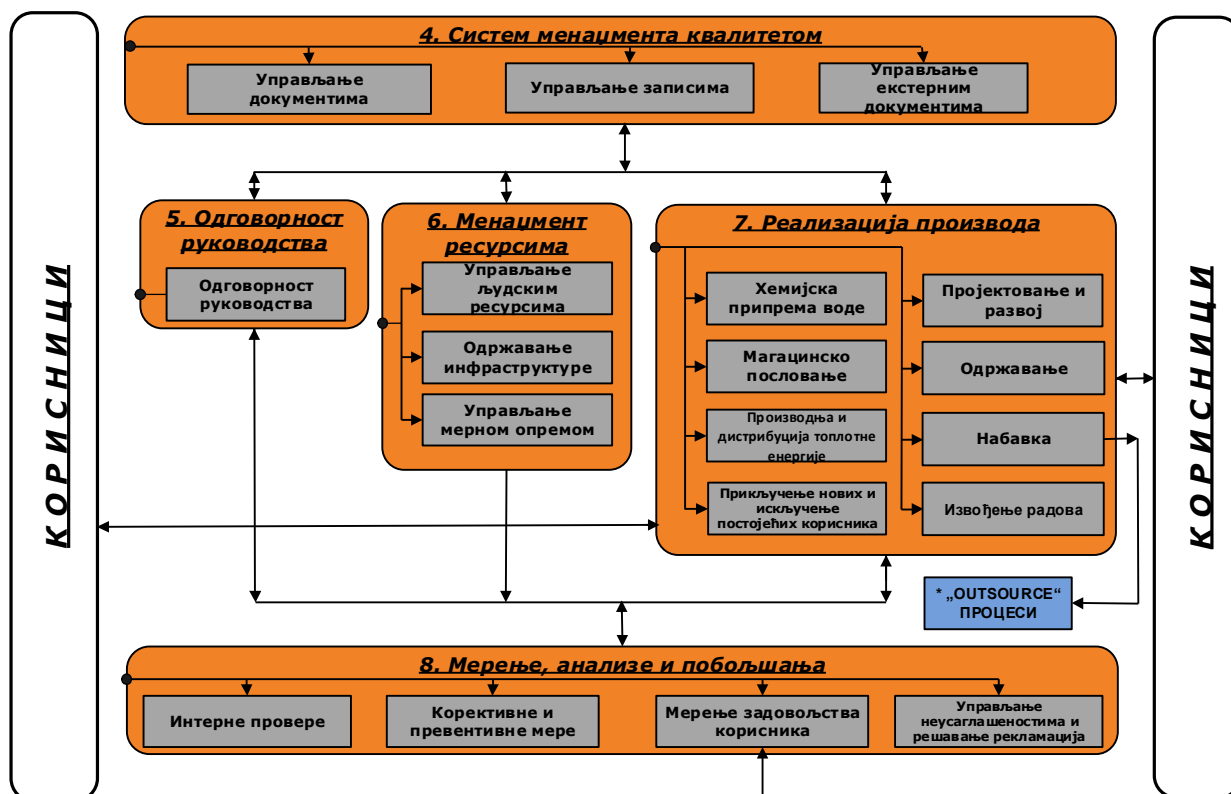 К О Р И С Н И Ц И
4. Систем менаџмента квалитетом
Управљање
документима
Управљање записима
Управљање
екстерним
документима
5. Одговорност
руководства
Одговорност
руководства
6. Менаџмент
ресурсима
Управљање
људским
ресурсима
Одржавање
инфраструктуре
Управљање
мерном опремом
7. Реализација производа
Хемијска
припрема воде
Магацинско
пословање
Производња и
дистрибуција топлотне
енергије
Прикључење нових и
искључење
постојећих корисника
Пројектовање и
развој
Одржавање
Набавка
Извођење радова
* „OUTSOURCE“
ПРОЦЕСИ
8. Мерење, анализе и побољшања
Интерне провере
Корективне и
превентивне мере
Мерење задовољства
корисника
Управљање
неусаглашеностима и
решавање рекламација
К О Р И С Н И Ц И